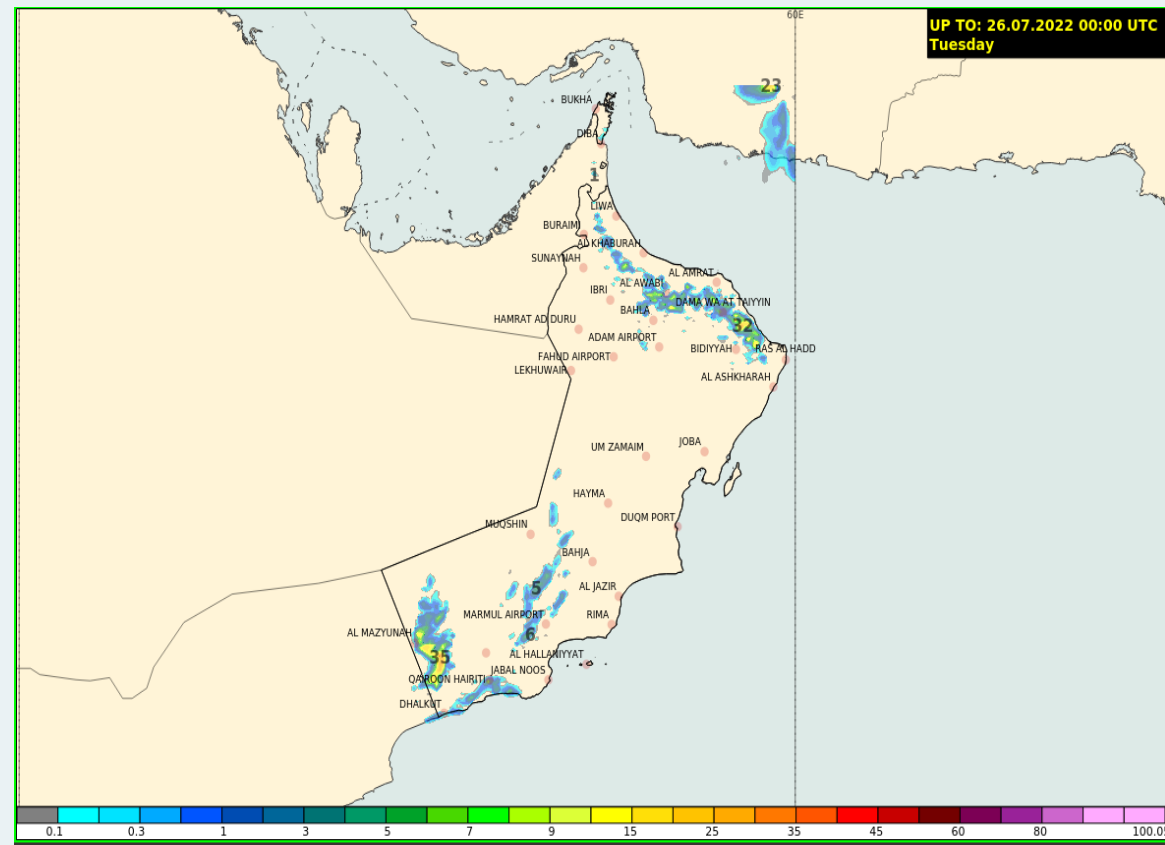 60E
UP TO: 26.07.2022 00:00 UTC
Tuesday
23
BUKHA
DIBA
1
LIWA
BURAIMI
AL KHABURAH
SUNAYNAH
AL AMRAT
AL AWABI
IBRI
DAMA WA AT TAIYYIN
BAHLA
HAMRAT AD DURU
32
ADAM AIRPORT
BIDIYYAH
RAS AL HADD
FAHUD AIRPORT
LEKHUWAIR
AL ASHKHARAH
JOBA
UM ZAMAIM
HAYMA
DUQM PORT
MUQSHIN
BAHJA
5
AL JAZIR
MARMUL AIRPORT
RIMA
AL MAZYUNAH
6
35
AL HALLANIYYAT
JABAL NOOS
QAIROON HAIRITI
DHALKUT
0.1 0.3 1 3 5 7 9 15 25 35 45 60 80 100.05